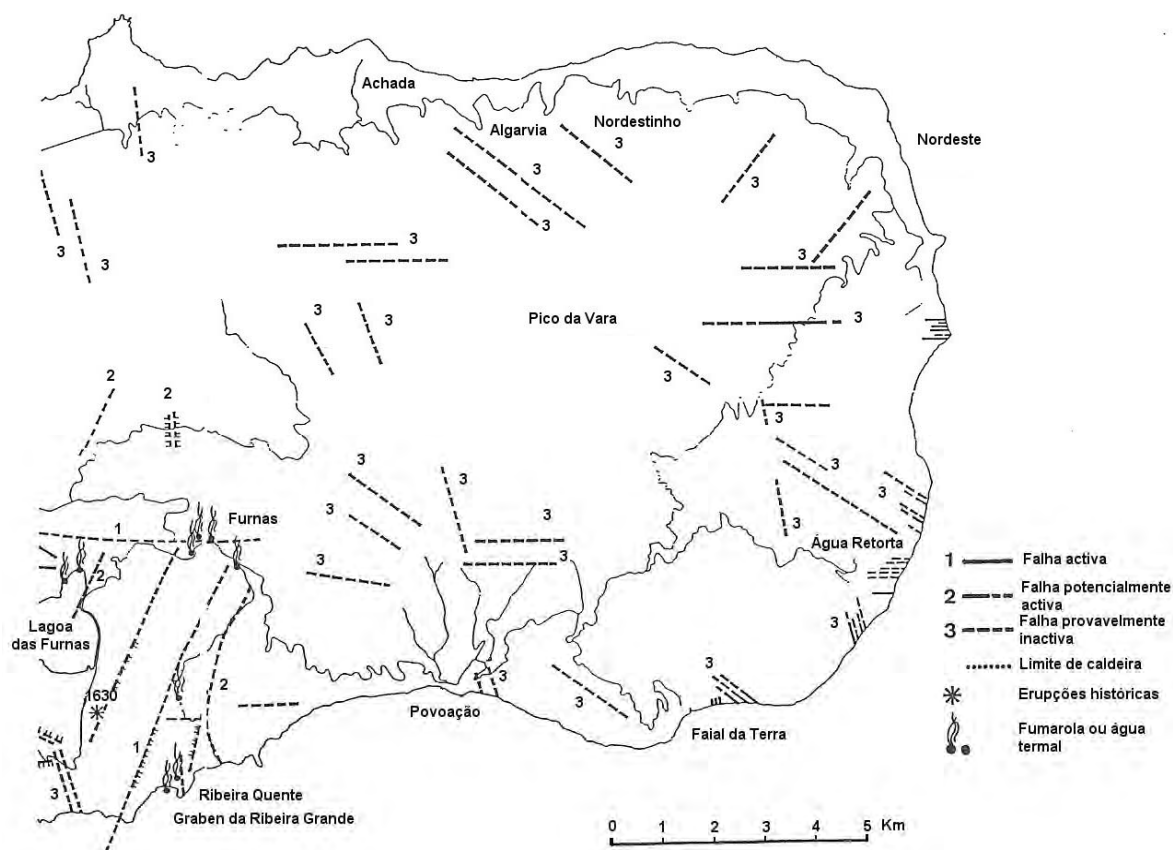 Achada
Algarvia
Nordestinho
Nordeste
3
3
3
3
3
3
3
3
3
3
3
3
3
Pico da Vara
3
2
2
3
3
3
3
3
3
3
3
1
Furnas
2
3
3
Água Retorta
Lagoa
das Furnas
3
1630
2
3
3
3
Povoação
Faial da Terra
1
3
Ribeira Quente
Graben da Ribeira Grande
1 Falha activa
2 Falha potencialmente
activa
3 Falha provavelmente
inactiva
Limite de caldeira
Erupções históricas
Fumarola ou água
termal
0 1 2 3 4 5 Km